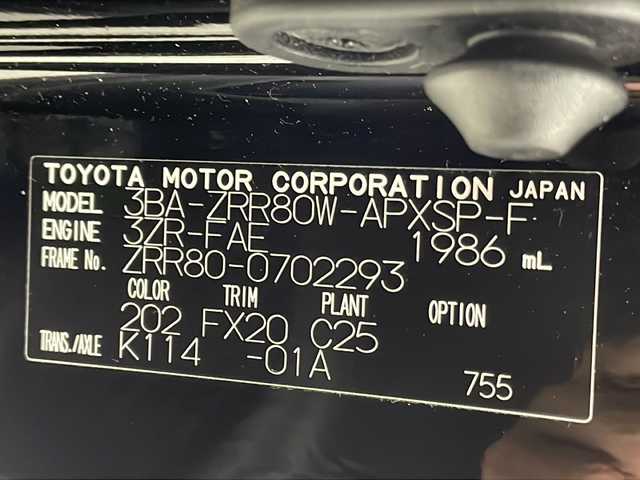 TOYOTA MOTOR CORPORATION JAPAN
MODEL 3BA-ZRR80W-APXSP-F
ENGINE 3ZR-FAE 1986 mL
FRAME No. ZRR80-0702293
COLOR TRIM PLANT OPTION
202 FX20 C25
TRANS./AXLE K114 -01A 755